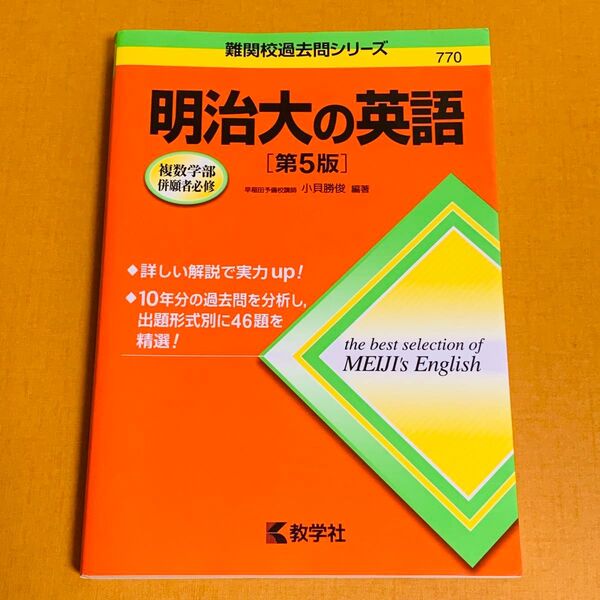 難関校過去問シリーズ
770
明治大の英語
[第5版]
複数学部
併願者必修
早稲田予備校講師 小貝勝俊 編著
◆詳しい解説で実力up!
◆10年分の過去問を分析し,
出題形式別に46題を
精選!
the best selection of
MEIJI's English
教学社